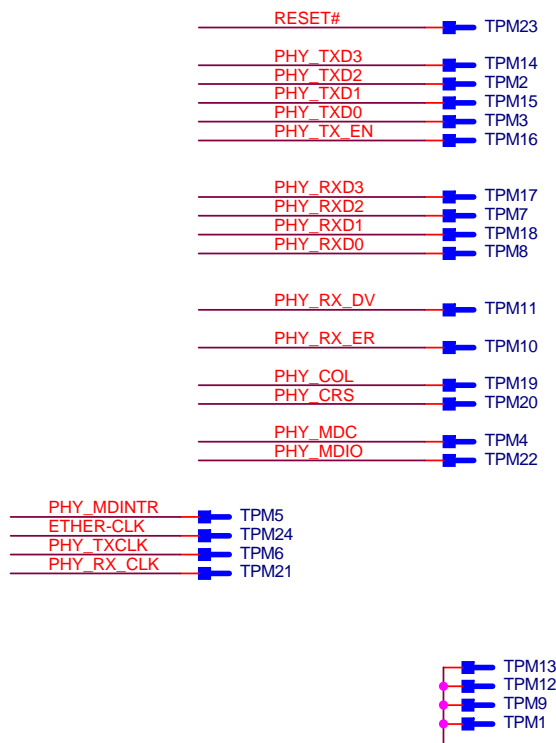 RESET# TPM23
PHY_TXD3 TPM14
PHY_TXD2 TPM2
PHY_TXD1 TPM15
PHY_TXD0 TPM3
PHY_TX_EN TPM16
PHY_RXD3 TPM17
PHY_RXD2 TPM7
PHY_RXD1 TPM18
PHY_RXD0 TPM8
PHY_RX_DV TPM11
PHY_RX_ER TPM10
PHY_COL TPM19
PHY_CRS TPM20
PHY_MDC TPM4
PHY_MDIO TPM22
PHY_MDINTR TPM5
ETHER-CLK TPM24
PHY_TXCLK TPM6
PHY_RX_CLK TPM21
TPM13
TPM12
TPM9
TPM1